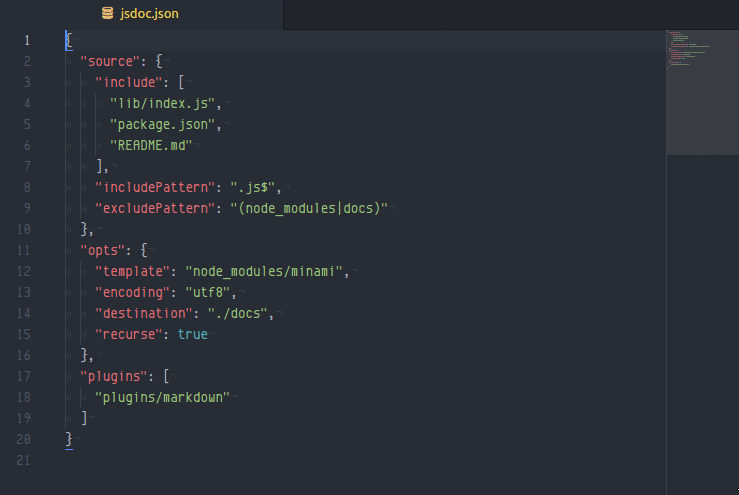 jsdoc.json
1 {
2 "source": {
3 "include": [
4 "lib/index.js",
5 "package.json",
6 "README.md"
7 ],
8 "includePattern": ".js$",
9 "excludePattern": "(node_modules|docs)"
10 },
11 "opts": {
12 "template": "node_modules/minami",
13 "encoding": "utf8",
14 "destination": "./docs",
15 "recurse": true
16 },
17 "plugins": [
18 "plugins/markdown"
19 ]
20 }
21